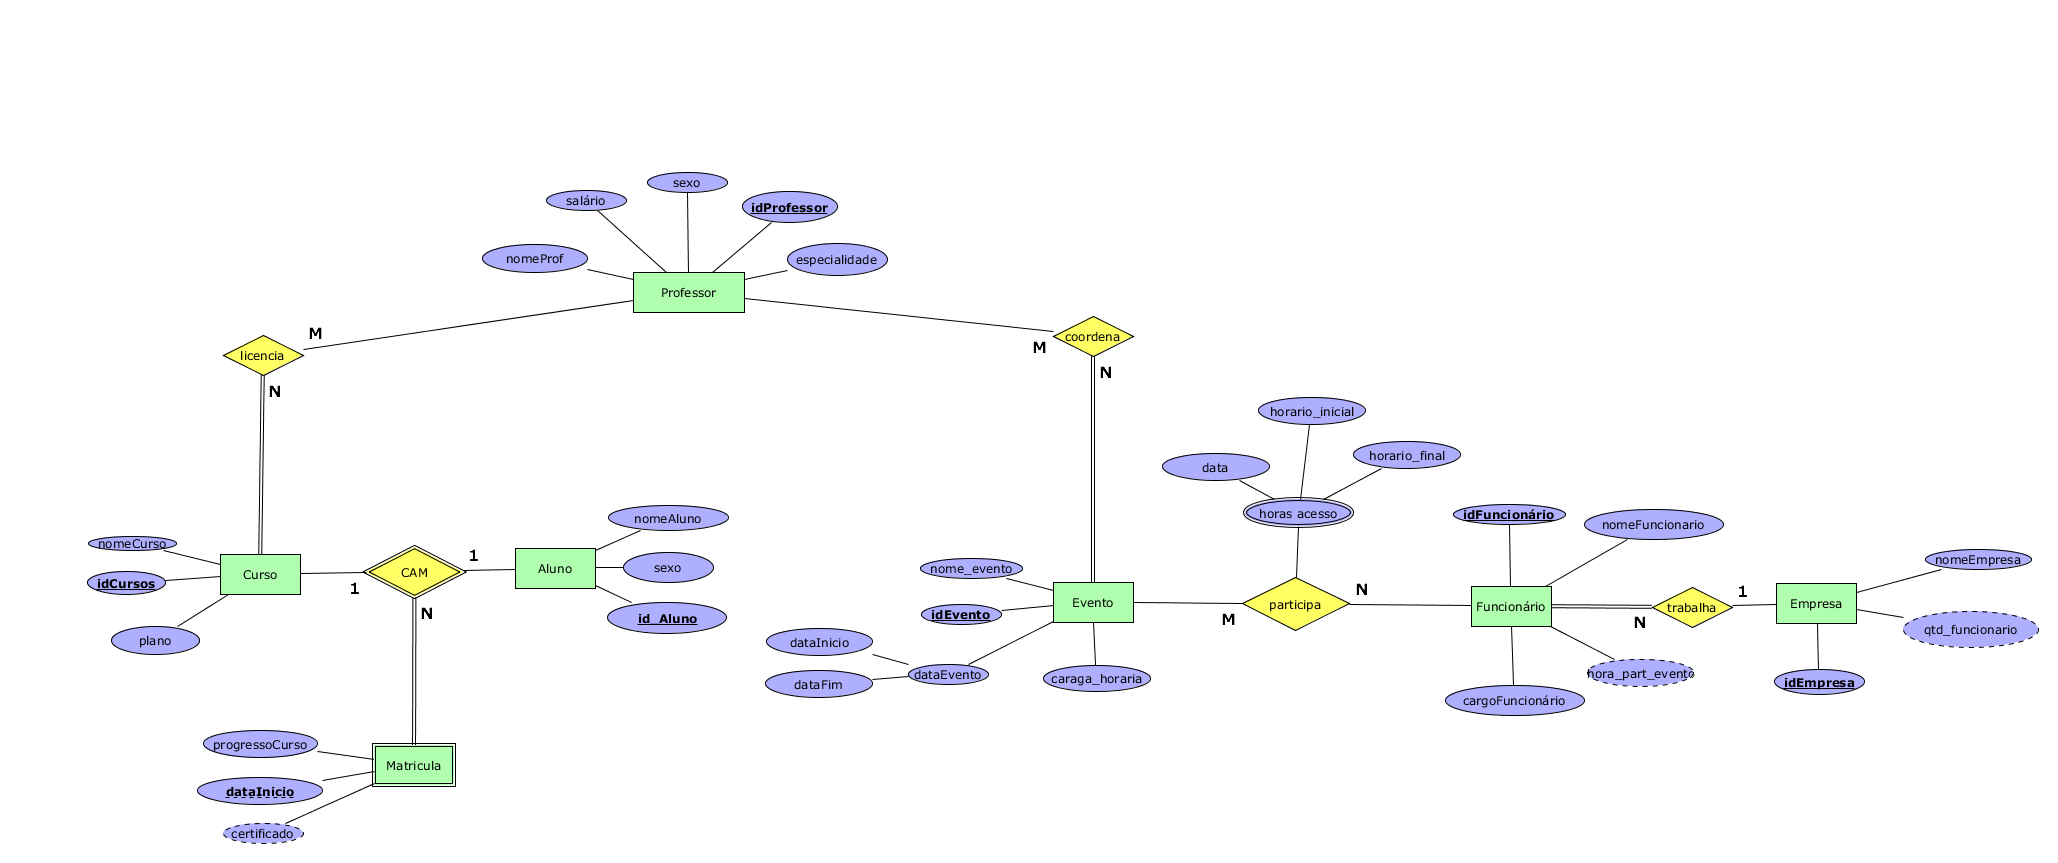 sexo
salário
idProfessor
nomeProf
especialidade
Professor
M
licencia
N
coordena
M
N
horario_inicial
horario_final
data
horas acesso
idFuncionário
nomeFuncionario
nomeAluno
nomeCurso
idCursos
Curso
1
CAM
1
Aluno
sexo
id_Aluno
plano
N
nome_evento
idEvento
Evento
M
participa
N
Funcionário
N
trabalha
1
Empresa
nomeEmpresa
qtd_funcionario
idEmpresa
dataInicio
dataFim
dataEvento
caraga_horaria
hora_part_evento
cargoFuncionário
progressoCurso
dataInicio
certificado
Matricula